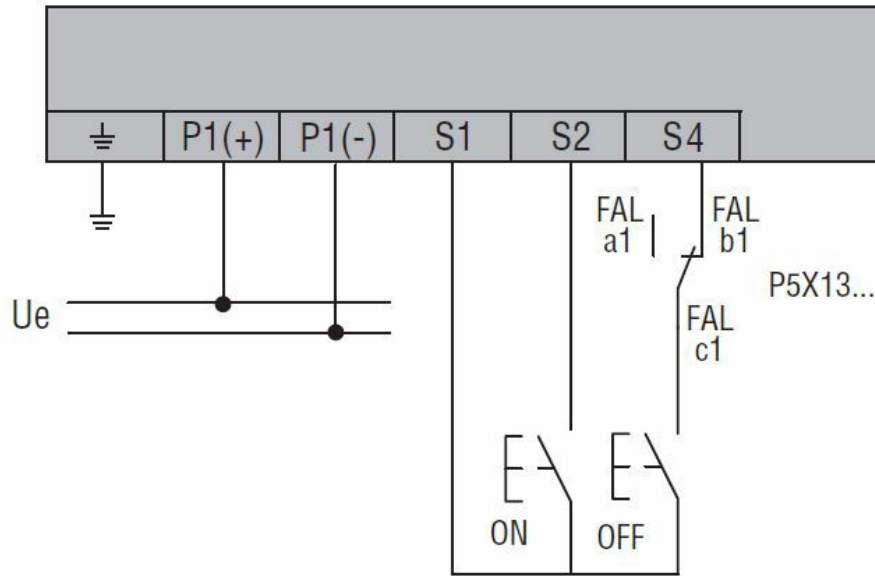 P1(+) P1(-) S1 S2 S4
FAL FAL
a1 b1
P5X13...
Ue
FAL
c1
ON OFF